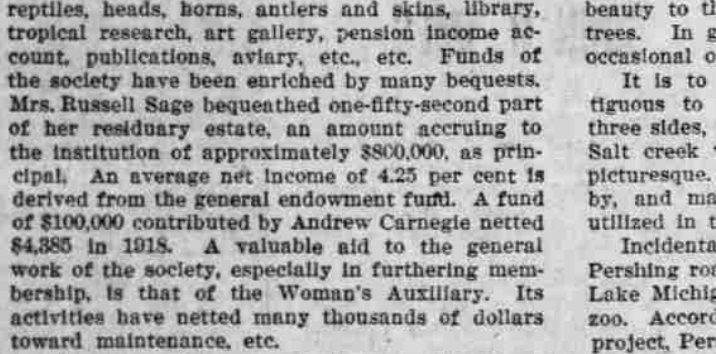 reptiles, heads, horns, antlers and skins, library,
tropical research, art gallery, pension income ac-
count, publications, aviary, etc., etc. Funds of
the society have been enriched by many bequests.
Mrs. Russell Sage bequeathed one-fifty-second part
of her residuary estate, an amount accruing to
the institution of approximately $800,000, as prin-
cipal. An average net income of 4.25 per cent is
derived from the general endowment fund. A fund
of $100,000 contributed by Andrew Carnegie netted
$4,385 in 1918. A valuable aid to the general
work of the society, especially in furthering mem-
bership, is that of the Woman's Auxiliary. Its
activities have netted many thousands of dollars
toward maintenance, etc.
beauty to
trees. In
occasional
It is to
tiguous to
three sides,
Salt creek
picturesque.
by, and
utilized in
Incidenta
Pershing
Lake Michig
zoo. Accord
project, Per